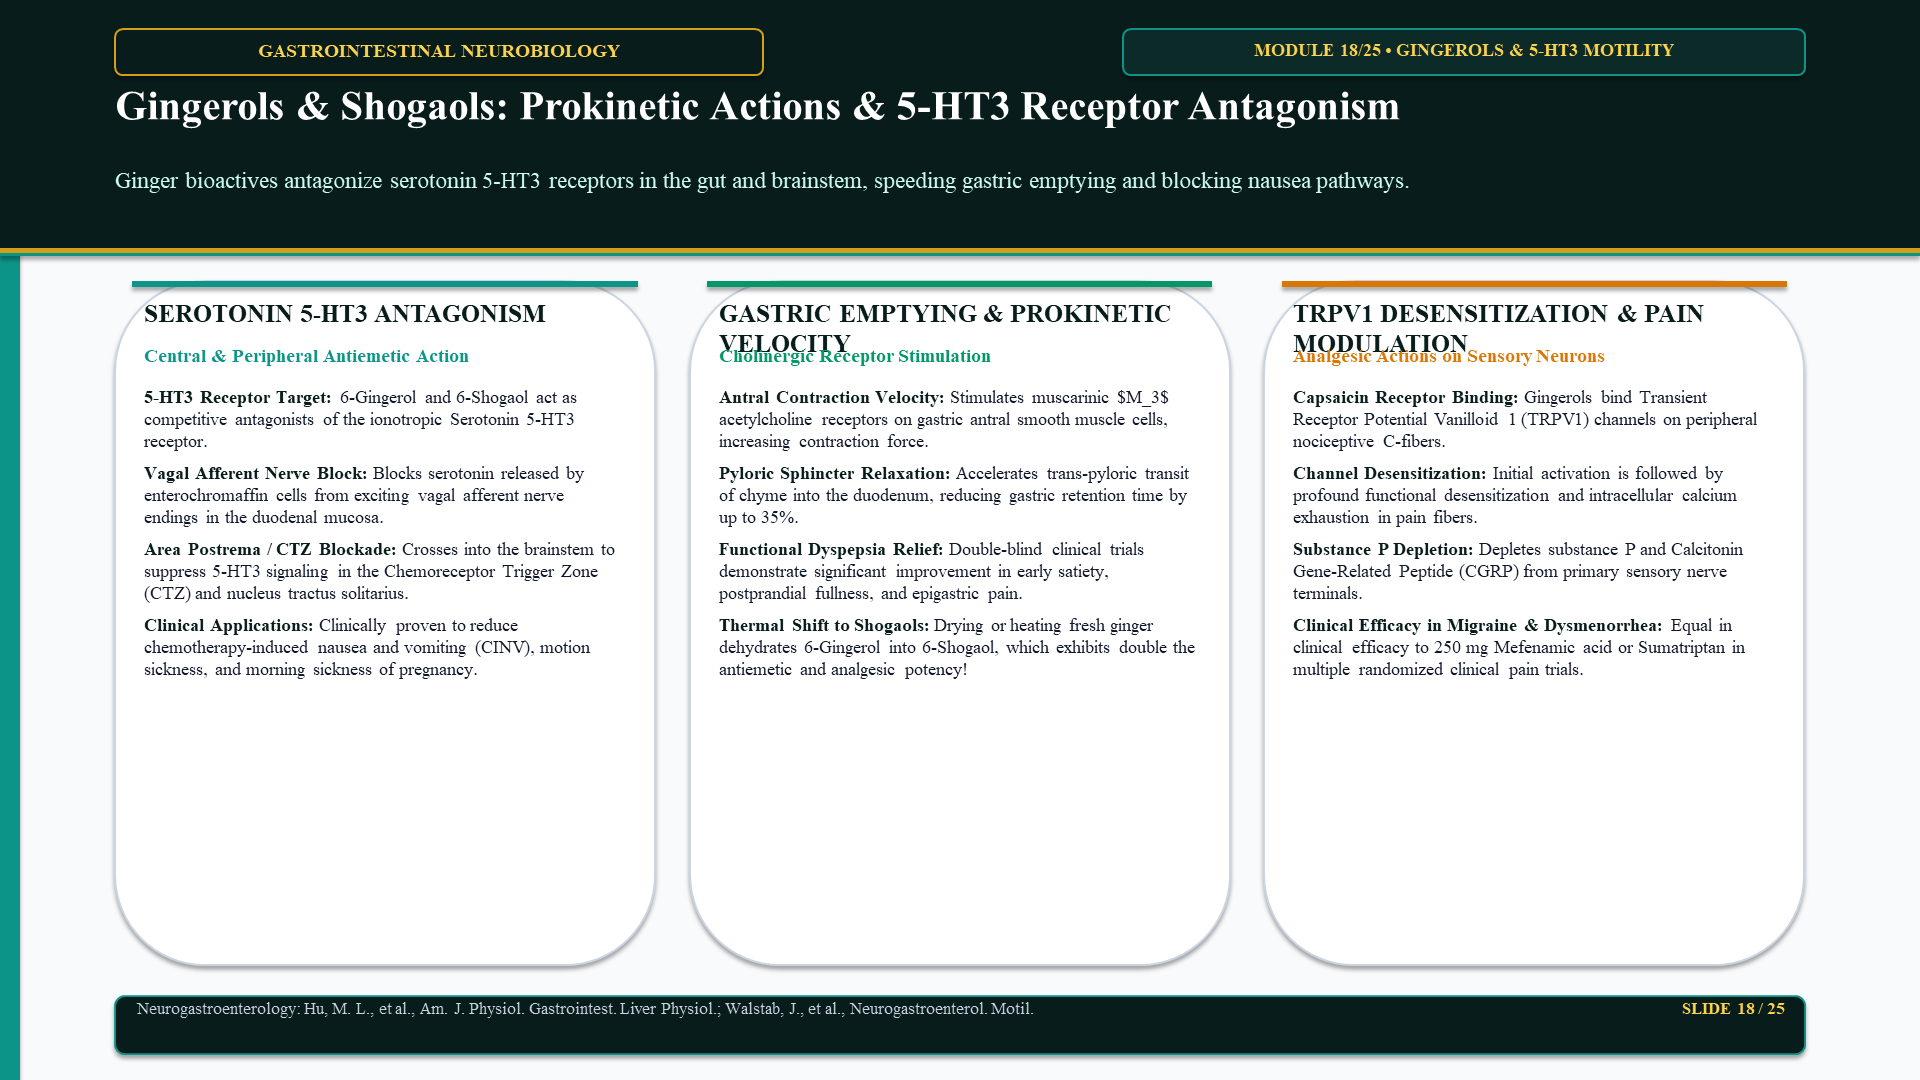 GASTROINTESTINAL NEUROBIOLOGY
MODULE 18/25 • GINGEROLS & 5-HT3 MOTILITY
Gingerols & Shogaols: Prokinetic Actions & 5-HT3 Receptor Antagonism
Ginger bioactives antagonize serotonin 5-HT3 receptors in the gut and brainstem, speeding gastric emptying and blocking nausea pathways.
SEROTONIN 5-HT3 ANTAGONISM
Central & Peripheral Antiemetic Action
5-HT3 Receptor Target: 6-Gingerol and 6-Shogaol act as
competitive antagonists of the ionotropic Serotonin 5-HT3
receptor.
Vagal Afferent Nerve Block: Blocks serotonin released by
enterochromaffin cells from exciting vagal afferent nerve
endings in the duodenal mucosa.
Area Postrema / CTZ Blockade: Crosses into the brainstem to
suppress 5-HT3 signaling in the Chemoreceptor Trigger Zone
(CTZ) and nucleus tractus solitarius.
Clinical Applications: Clinically proven to reduce
chemotherapy-induced nausea and vomiting (CINV), motion
sickness, and morning sickness of pregnancy.
GASTRIC EMPTYING & PROKINETIC
VELOCITY
Cholinergic Receptor Stimulation
Antral Contraction Velocity: Stimulates muscarinic $M_3$
acetylcholine receptors on gastric antral smooth muscle cells,
increasing contraction force.
Pyloric Sphincter Relaxation: Accelerates trans-pyloric transit
of chyme into the duodenum, reducing gastric retention time by
up to 35%.
Functional Dyspepsia Relief: Double-blind clinical trials
demonstrate significant improvement in early satiety,
postprandial fullness, and epigastric pain.
Thermal Shift to Shogaols: Drying or heating fresh ginger
dehydrates 6-Gingerol into 6-Shogaol, which exhibits double the
antiemetic and analgesic potency!
TRPV1 DESENSITIZATION & PAIN
MODULATION
Analgesic Actions on Sensory Neurons
Capsaicin Receptor Binding: Gingerols bind Transient
Receptor Potential Vanilloid 1 (TRPV1) channels on peripheral
nociceptive C-fibers.
Channel Desensitization: Initial activation is followed by
profound functional desensitization and intracellular calcium
exhaustion in pain fibers.
Substance P Depletion: Depletes substance P and Calcitonin
Gene-Related Peptide (CGRP) from primary sensory nerve
terminals.
Clinical Efficacy in Migraine & Dysmenorrhea: Equal in
clinical efficacy to 250 mg Mefenamic acid or Sumatriptan in
multiple randomized clinical pain trials.
Neurogastroenterology: Hu, M. L., et al., Am. J. Physiol. Gastrointest. Liver Physiol.; Walstab, J., et al., Neurogastroenterol. Motil.
SLIDE 18 / 25